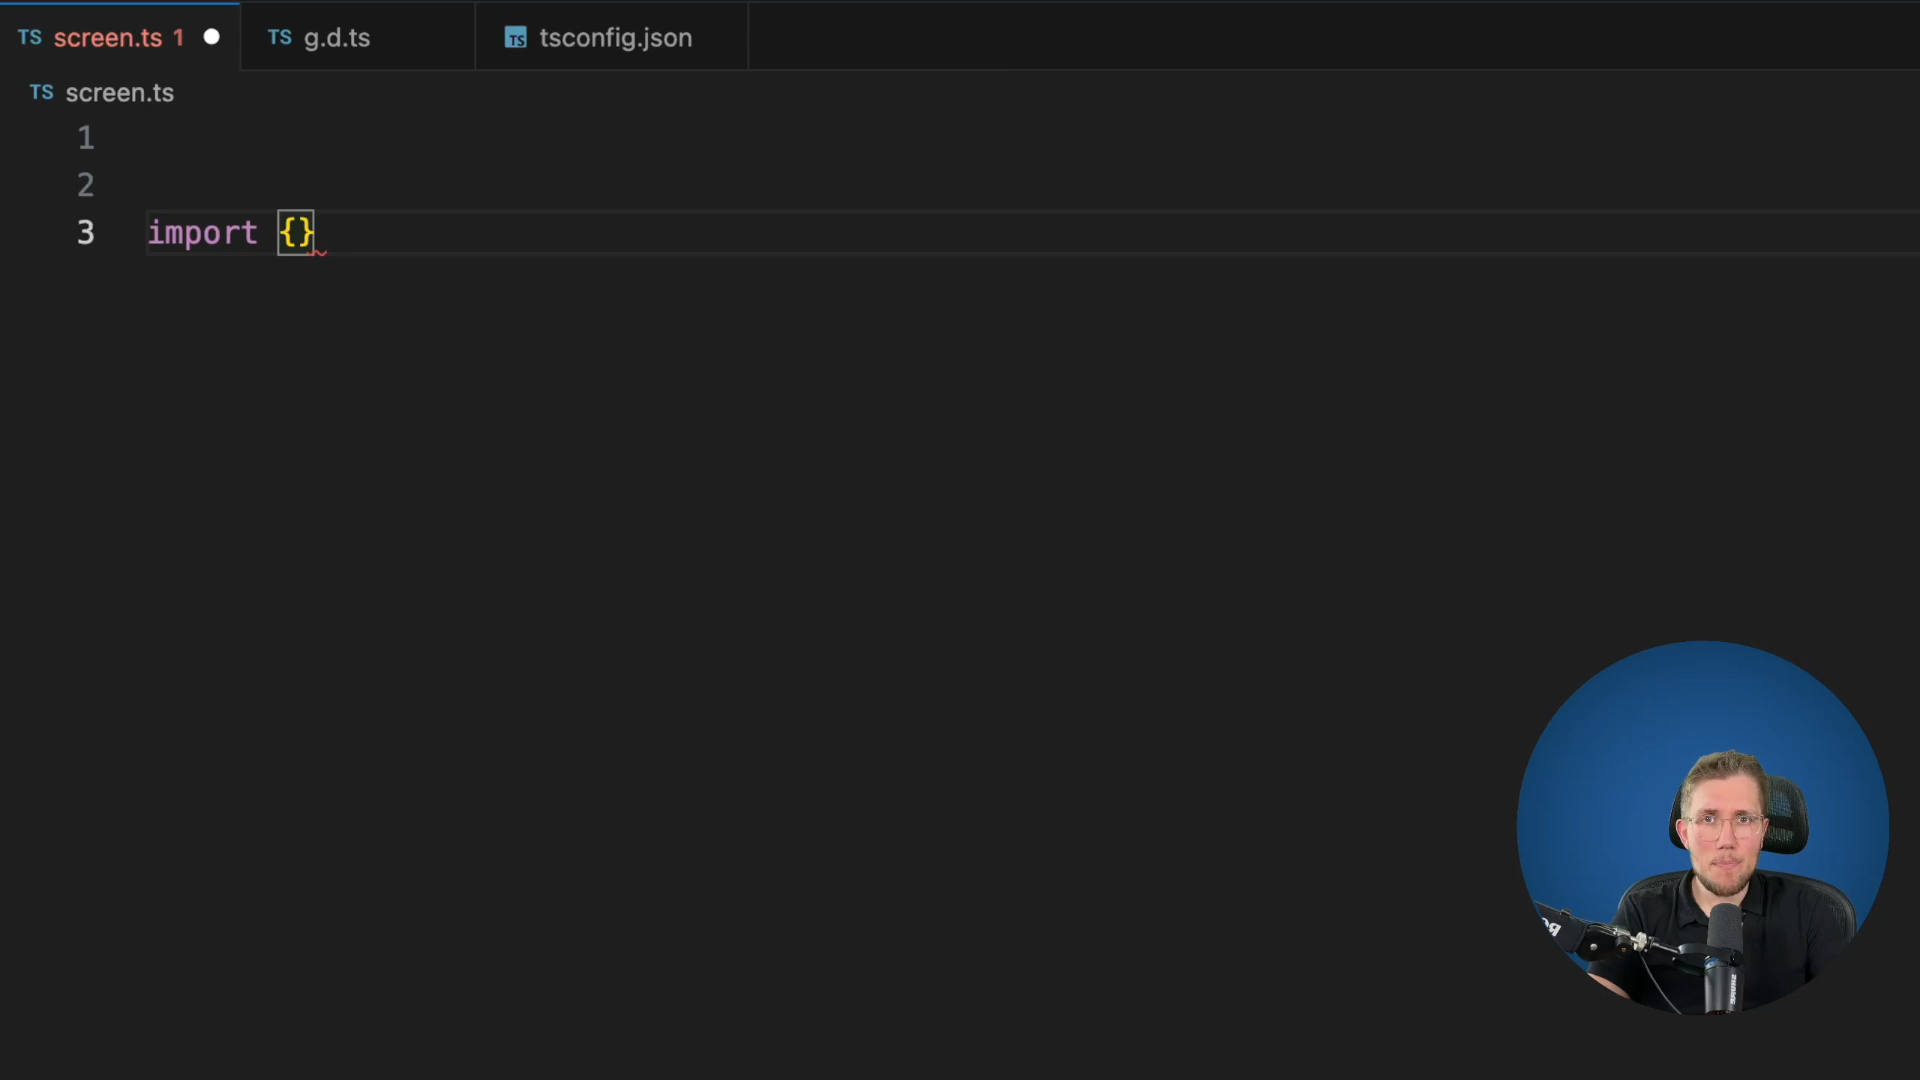 TS screen.ts 1
TS g.d.ts
TS tsconfig.json
TS screen.ts
1
2
3 import {}